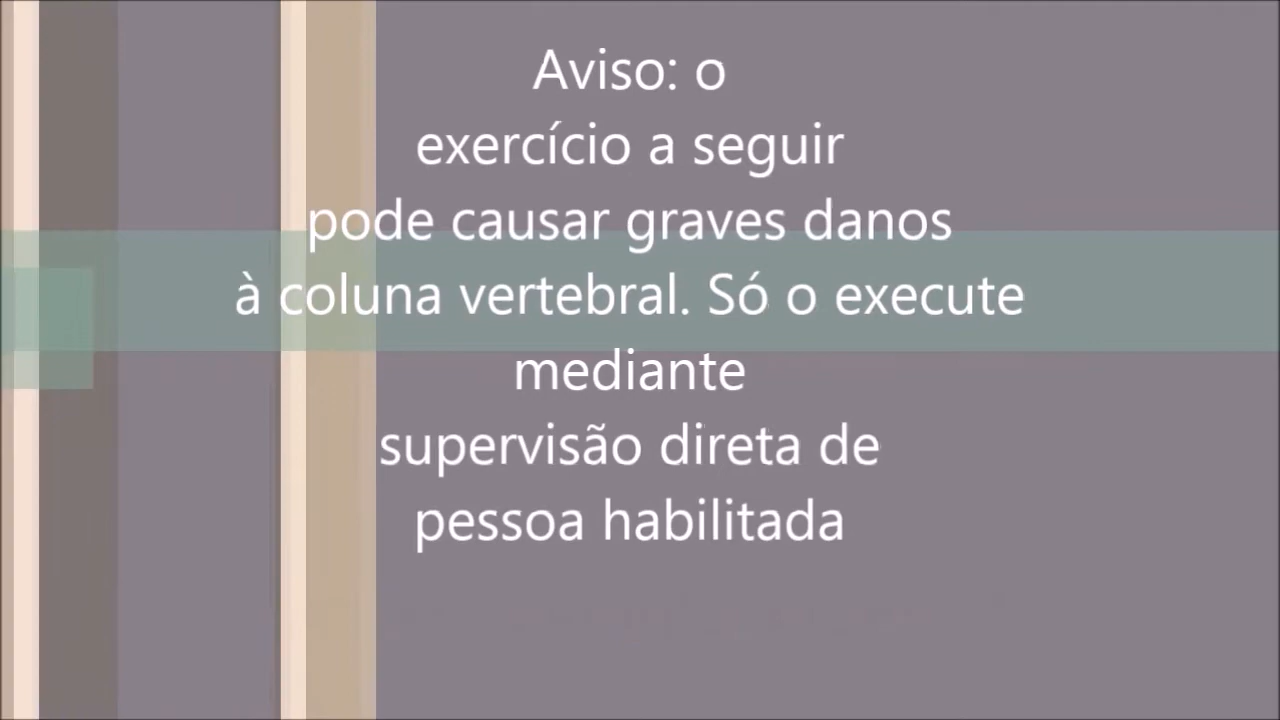 Aviso: o
exercício a seguir
pode causar graves danos
à coluna vertebral. Só o execute
mediante
supervisão direta de
pessoa habilitada